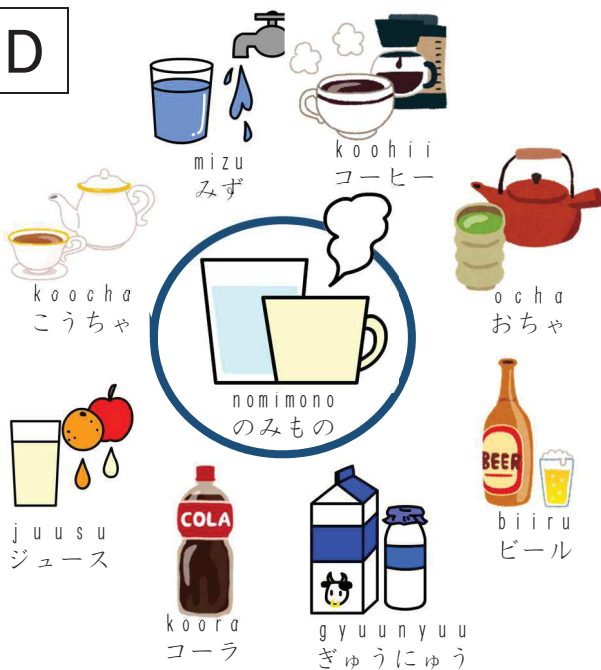 D
mizu
みず
koohii
コーヒー
koocha
こうちゃ
ocha
おちゃ
nomimono
のみもの
juusu
ジュース
COLA
koora
コーラ
gyuunyuu
ぎゅうにゅう
BEER
biiru
ビール